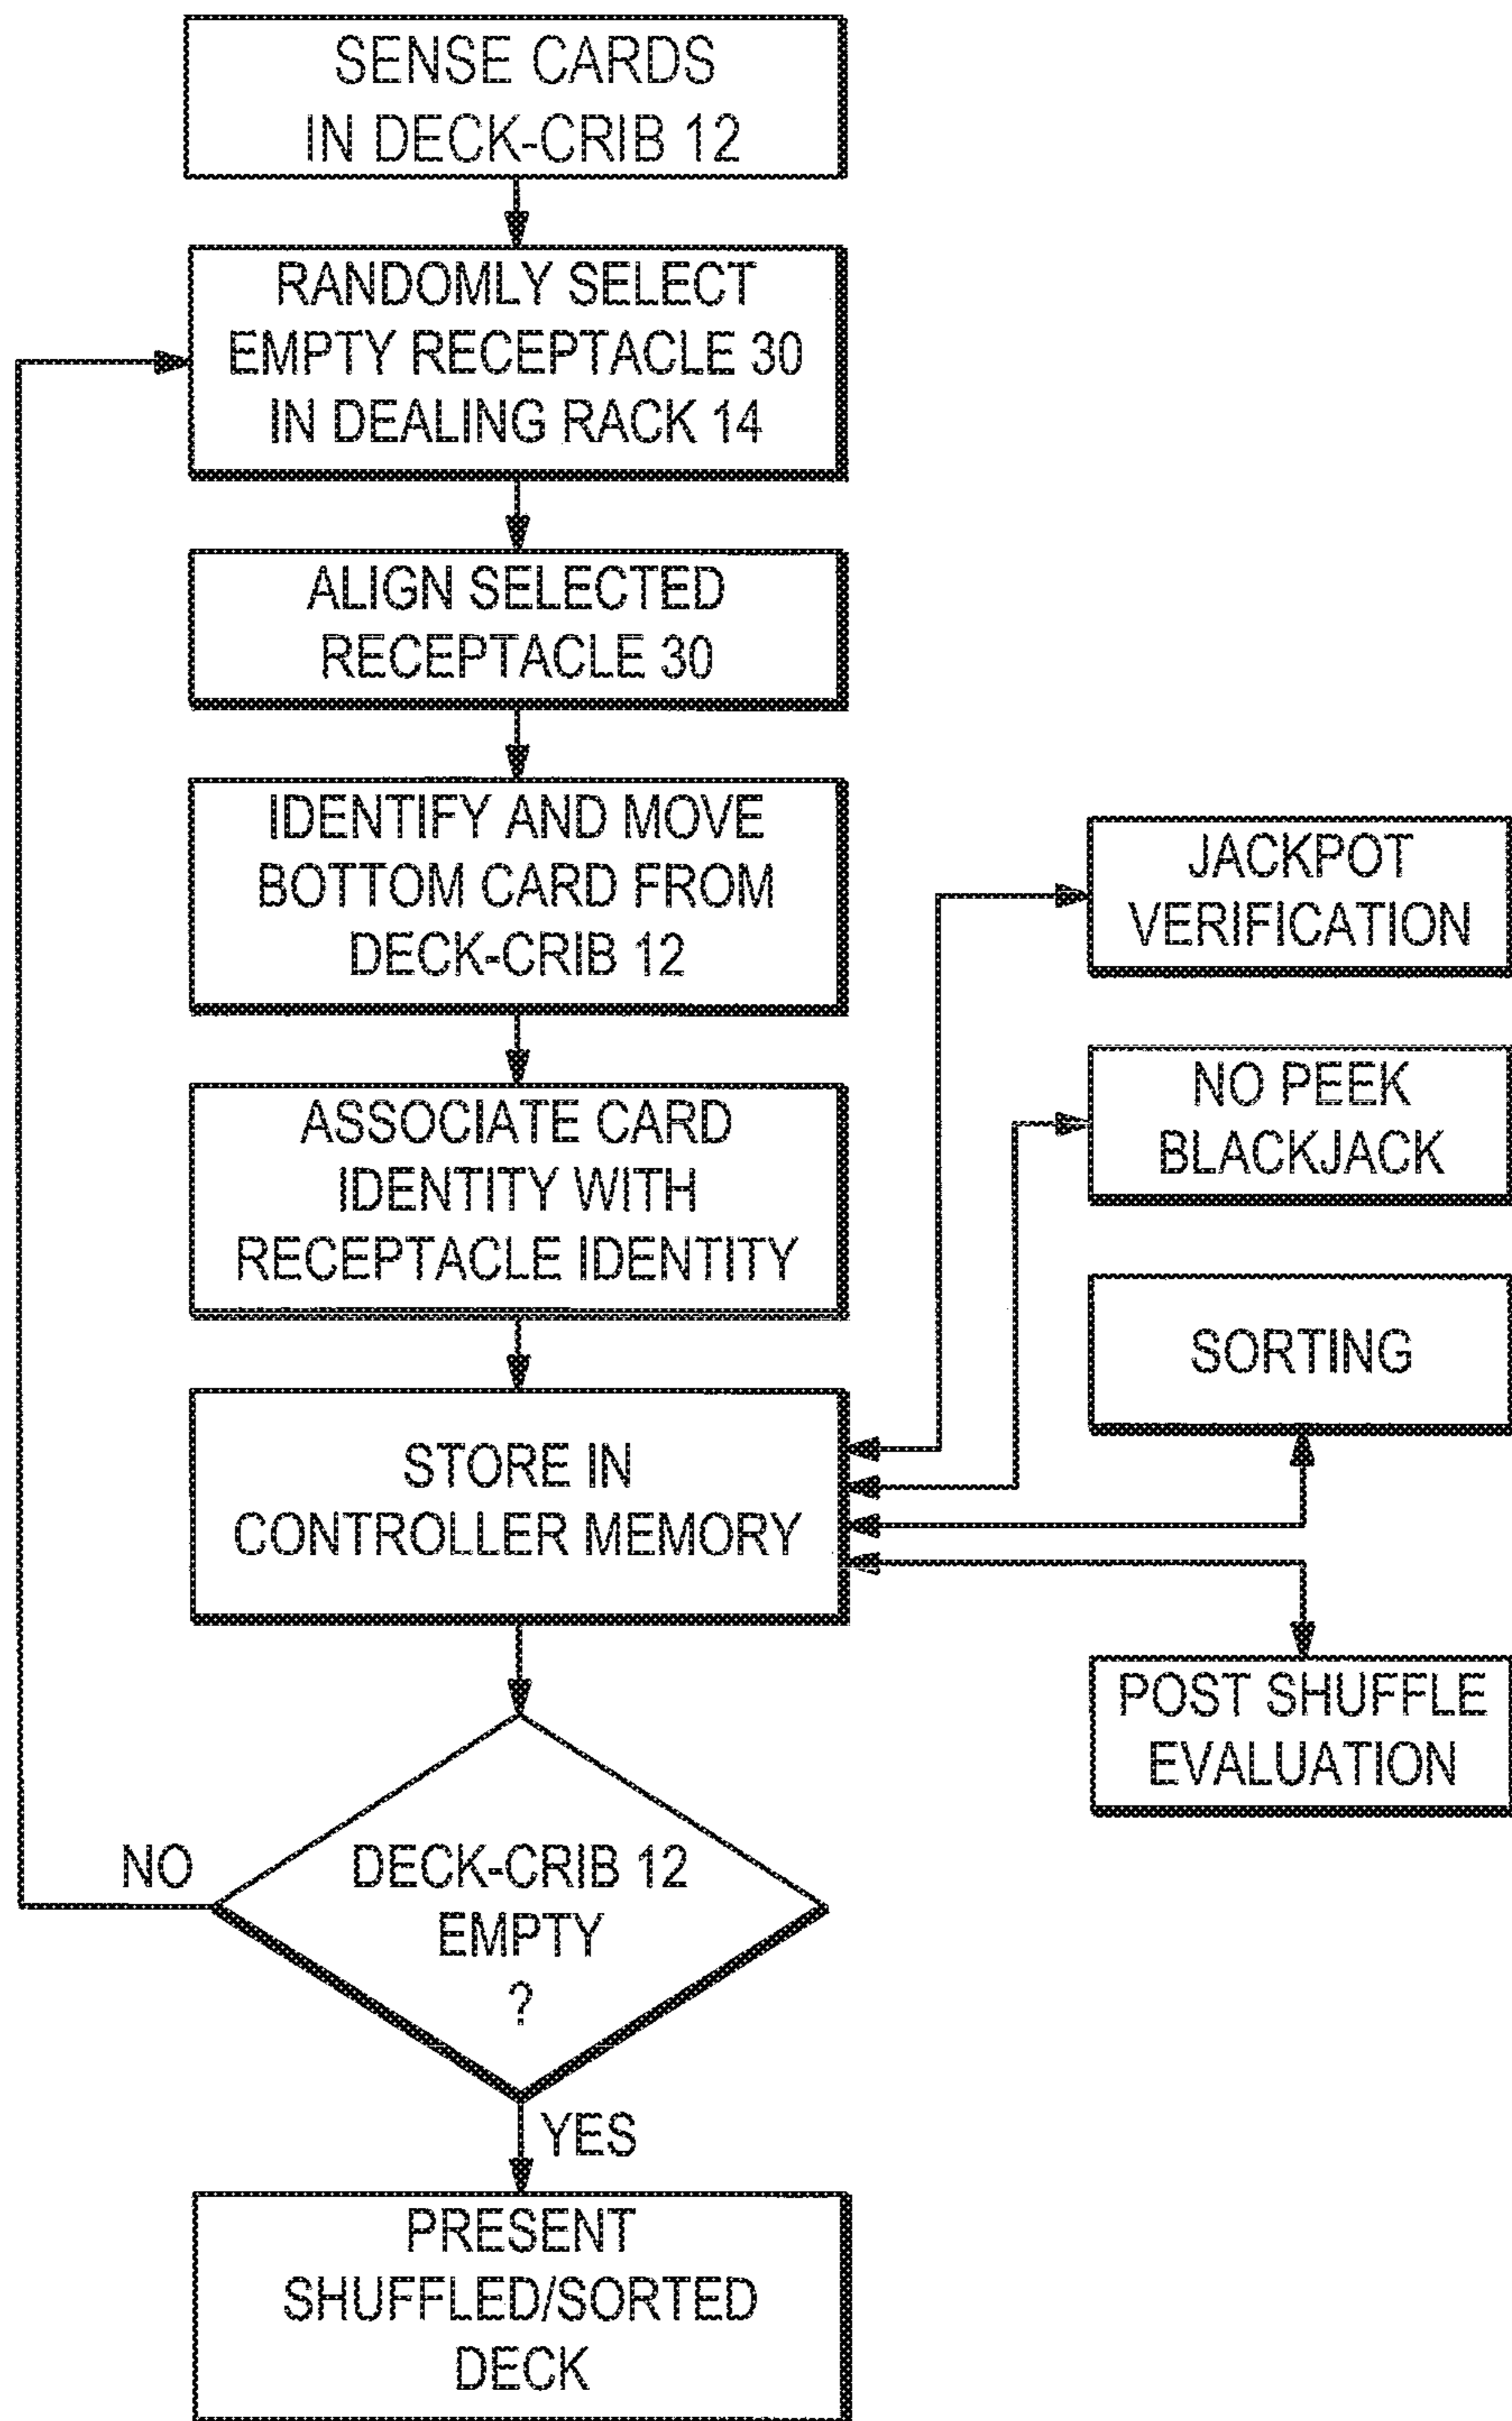 SENSE CARDS
IN DECK-CRIB 12
RANDOMLY SELECT
EMPTY RECEPTACLE 30
IN DEALING RACK 14
ALIGN SELECTED
RECEPTACLE 30
IDENTIFY AND MOVE
BOTTOM CARD FROM
DECK-CRIB 12
ASSOCIATE CARD
IDENTITY WITH
RECEPTACLE IDENTITY
STORE IN
CONTROLLER MEMORY
JACKPOT
VERIFICATION
NO PEEK
BLACKJACK
SORTING
POST SHUFFLE
EVALUATION
NO
DECK-CRIB 12
EMPTY
?
YES
PRESENT
SHUFFLED/SORTED
DECK